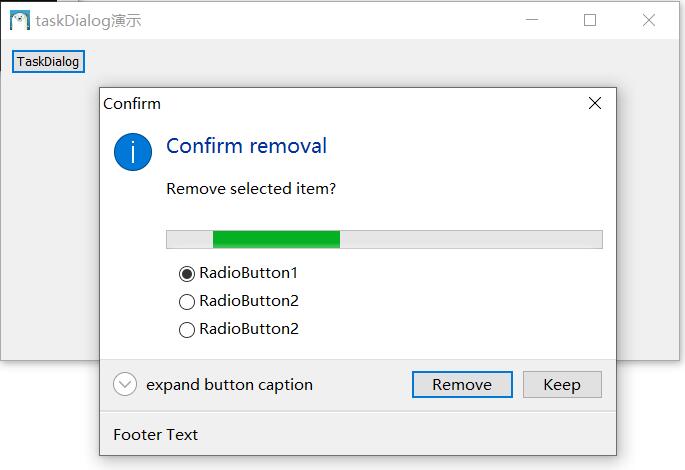 taskDialog演示
TaskDialog
Confirm
Confirm removal
Remove selected item?
RadioButton1
RadioButton2
RadioButton2
expand button caption
Remove
Keep
Footer Text